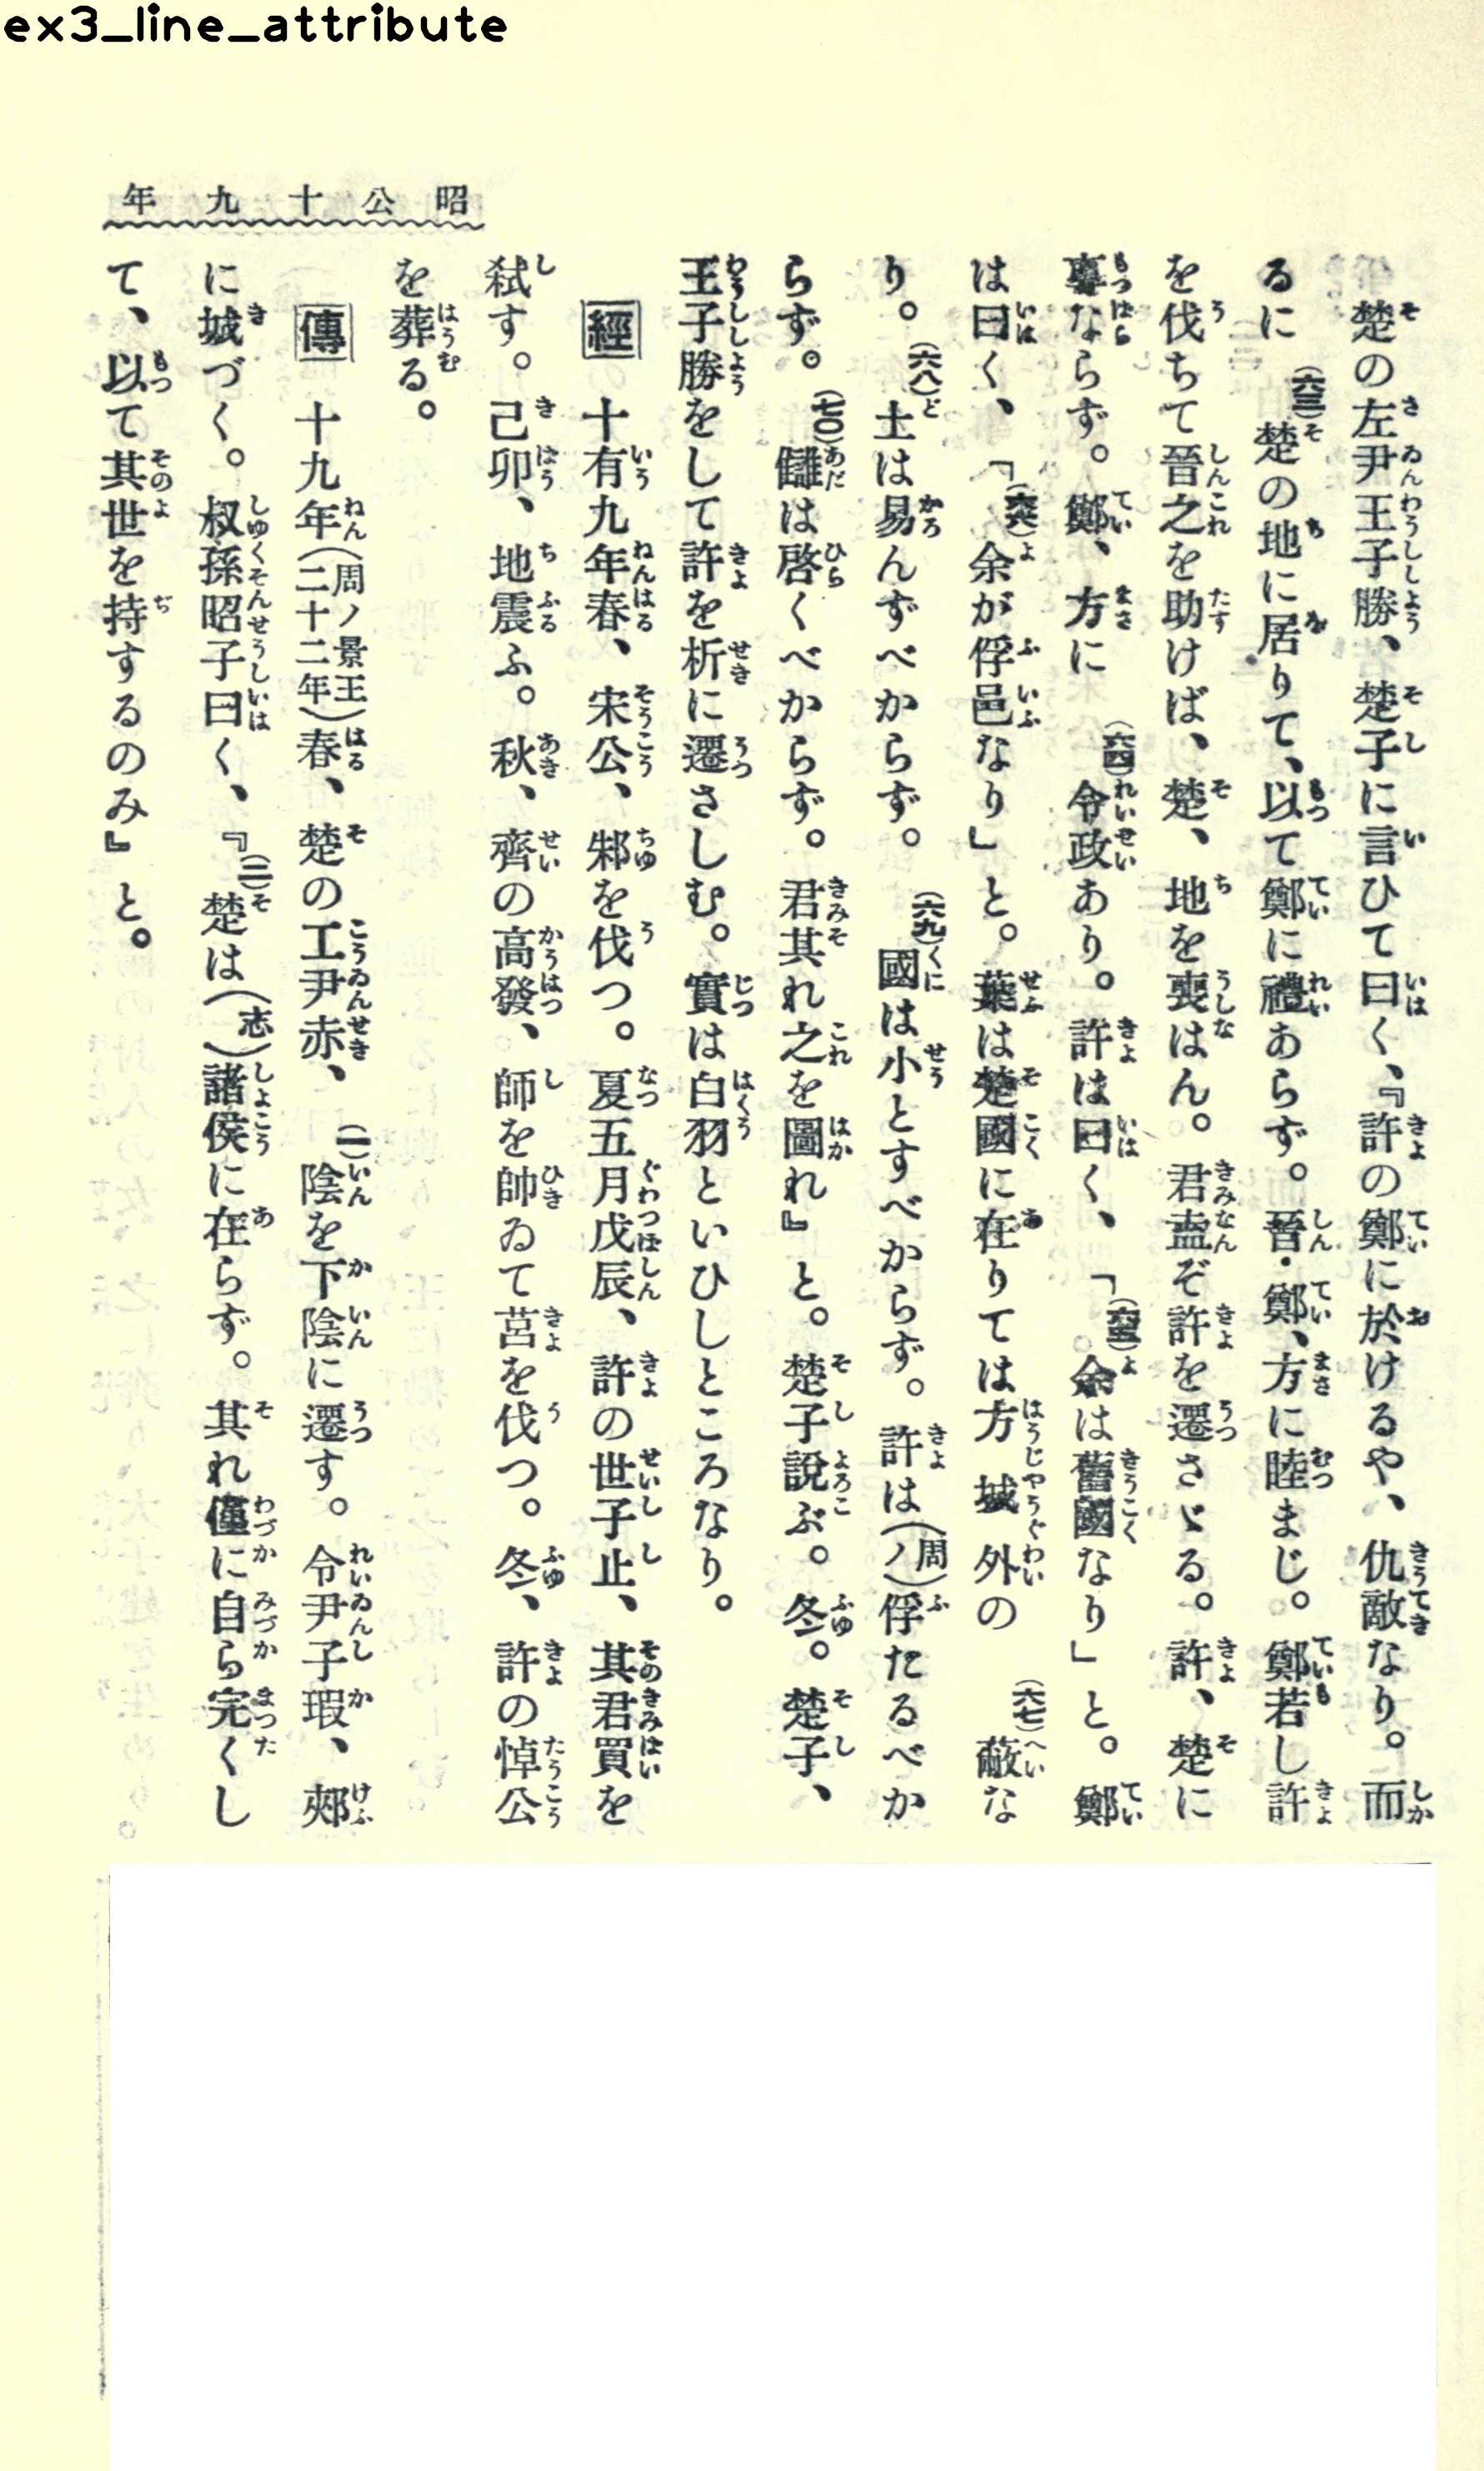 ex3_line_attribute
昭公十九年
楚の左尹王子勝、楚子に言ひて曰く、『許の鄭に於けるや、仇敵なり。而
るに(六三)楚の地に居りて、以て鄭に禮あらず。晉・鄭、方に睦まじ。鄭若し許
を伐ちて晉之を助けば、楚、地を喪はん。君盍ぞ許を遷さゞる。許、楚に
專ならず。鄭、方に(六四)令政あり。許は曰く、「(六五)余は舊國なり」と。鄭
は曰く、「(六六)余が俘邑なり」と。葉は楚國に在りては方城外の(六七)蔽な
り。(六八)土は易んずべからず。(六九)國は小とすべからず。許は(周ノ)俘たるべか
らず。(七〇)讎は啓くべからず。君其れ之を圖れ』と。楚子說ぶ。冬。楚子、
王子勝をして許を析に遷さしむ。實は白羽といひしところなり。
經 十有九年春、宋公、邾を伐つ。夏五月戊辰、許の世子止、其君買を
弑す。己卯、地震ふ。秋、齊の高發、師を帥ゐて莒を伐つ。冬、許の悼公
を葬る。
傳 十九年(周ノ景王二十二年)春、楚の工尹赤、(一)陰を下陰に遷す。令尹子瑕、郟
に城づく。叔孫昭子曰く、『(二)楚は(志)諸侯に在らず。其れ僅に自ら完くし
て、以て其世を持するのみ』と。